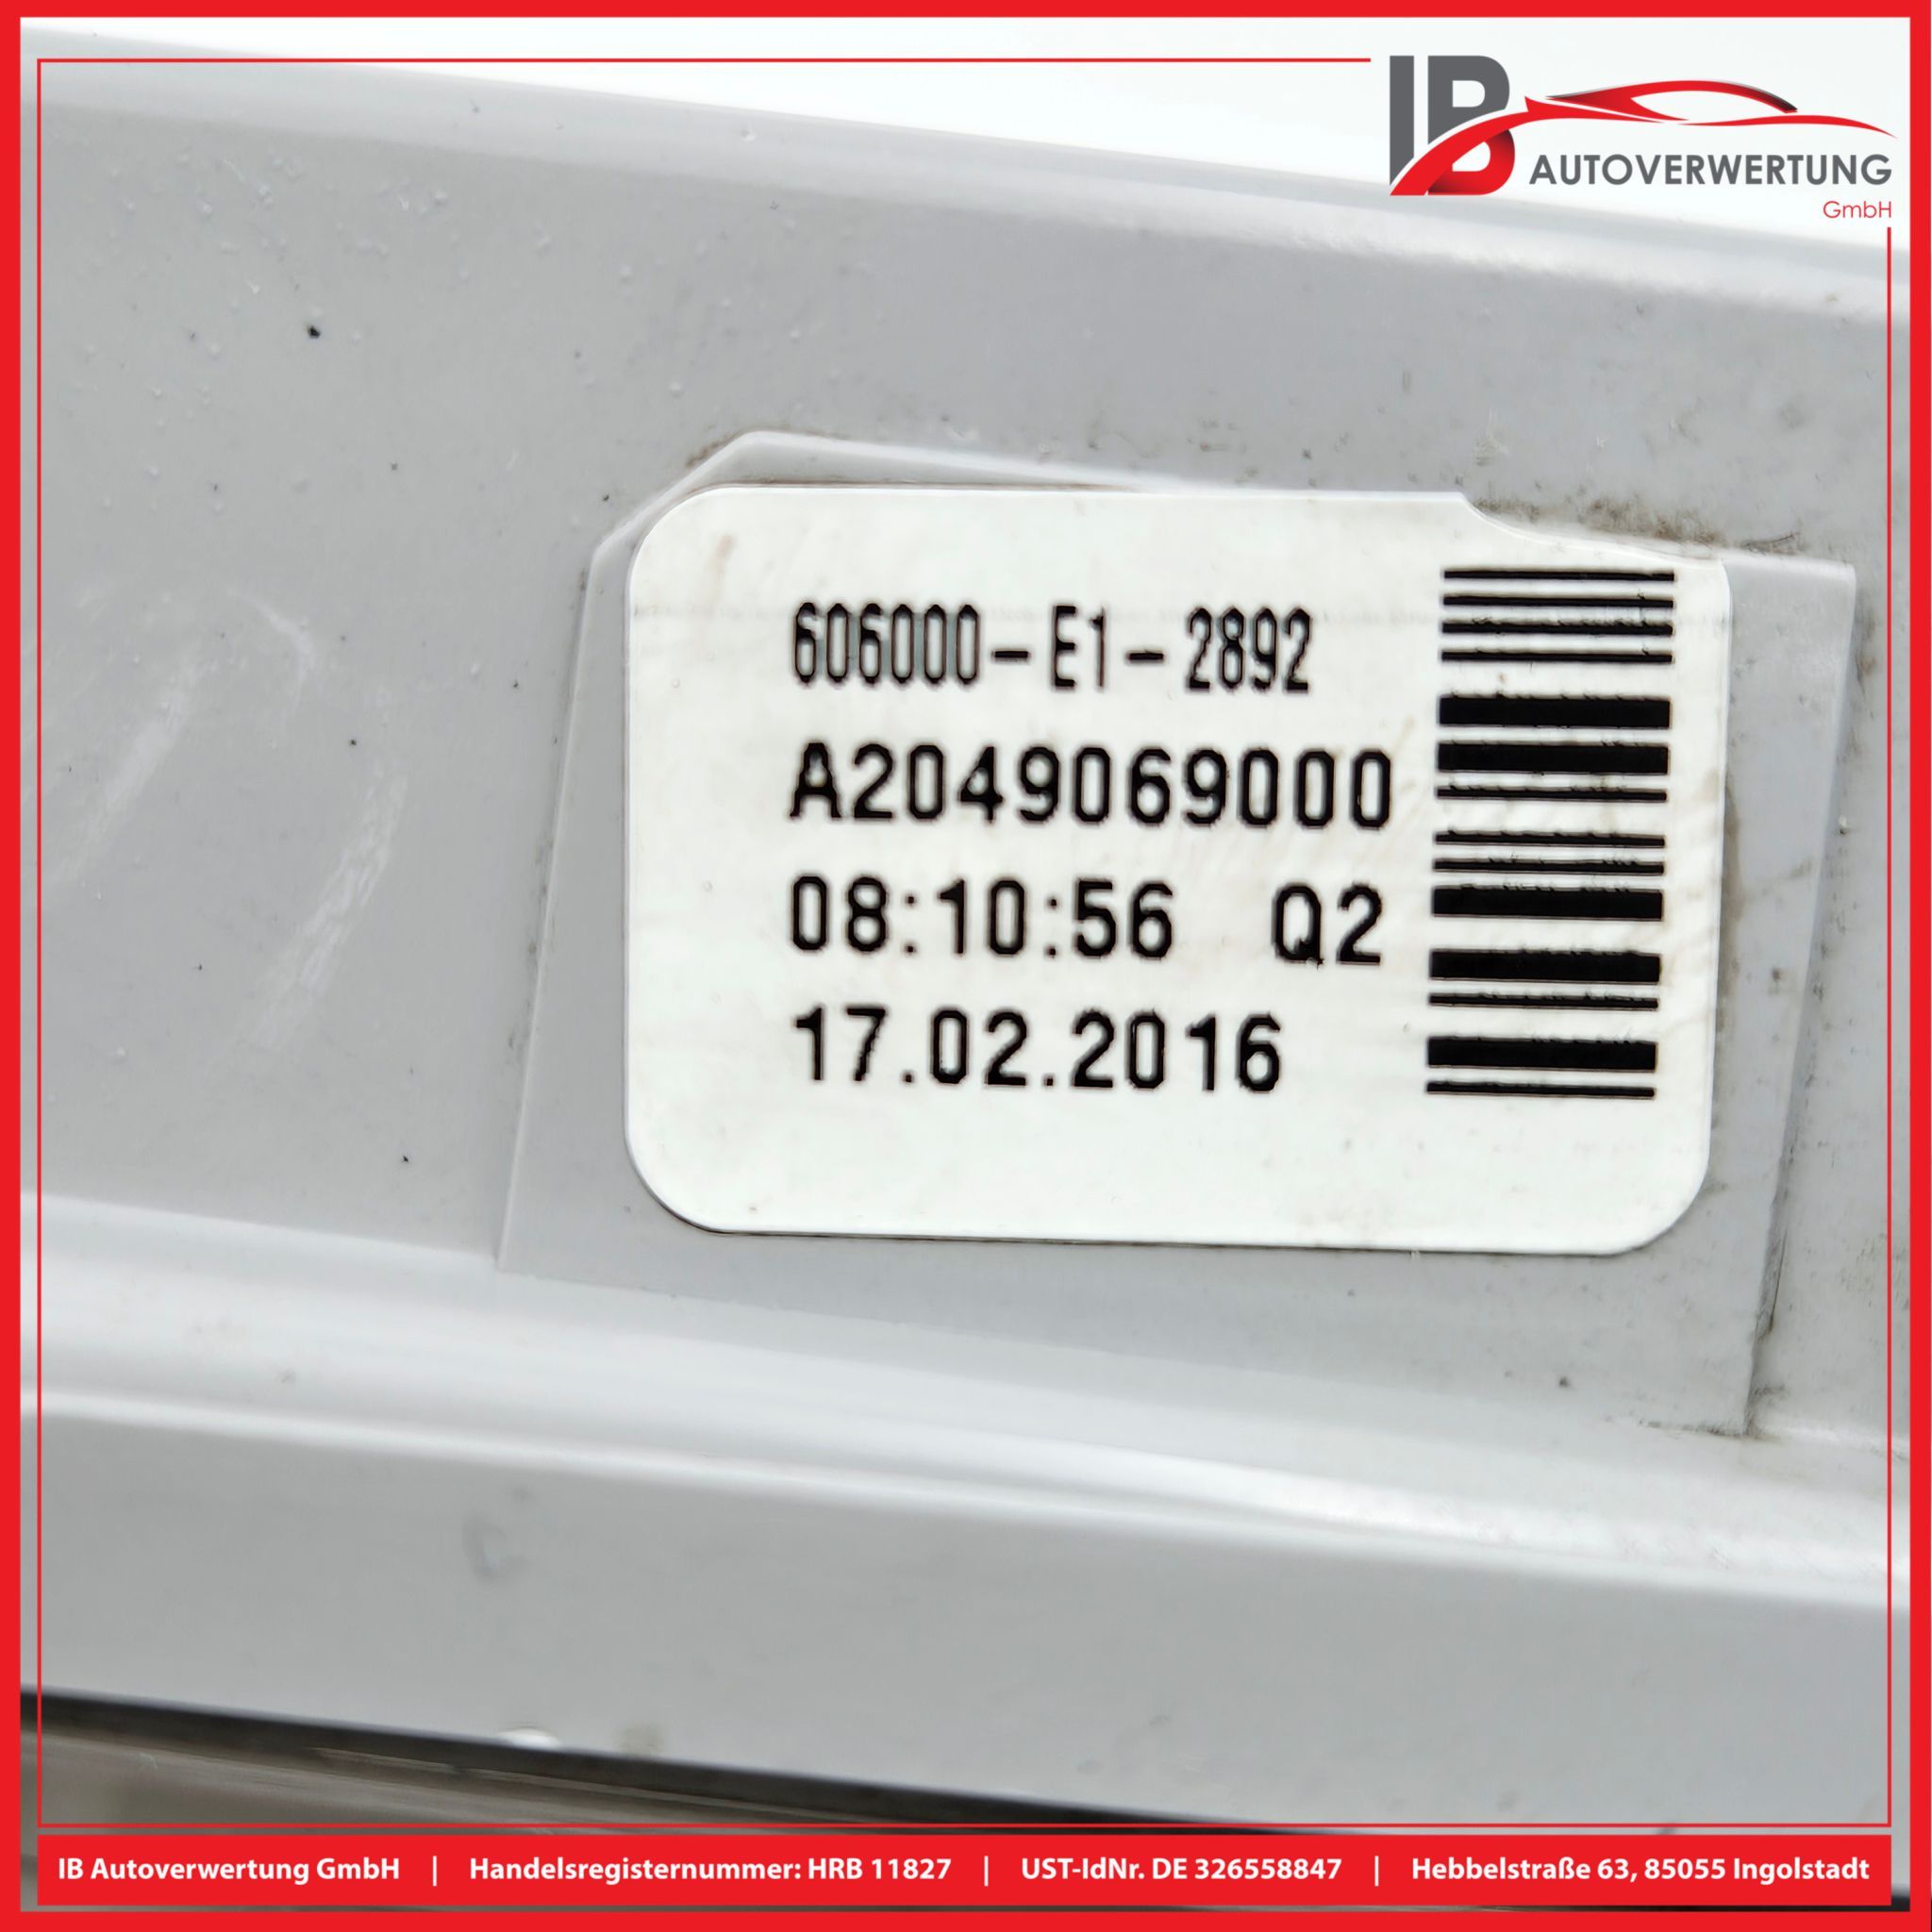 IB
AUTOVERWERTUNG
GmbH
606000-E1-2892
A2049069000
08:10:56 Q2
17.02.2016
IB Autoverwertung GmbH | Handelsregisternummer: HRB 11827 | UST-IdNr. DE 326558847 | Hebbelstraße 63, 85055 Ingolstadt